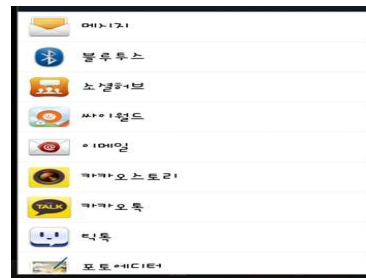 메시지
블루투스
소셜허브
싸이월드
이메일
카카오스토리
TALK
카카오톡
틱톡
포토에디터